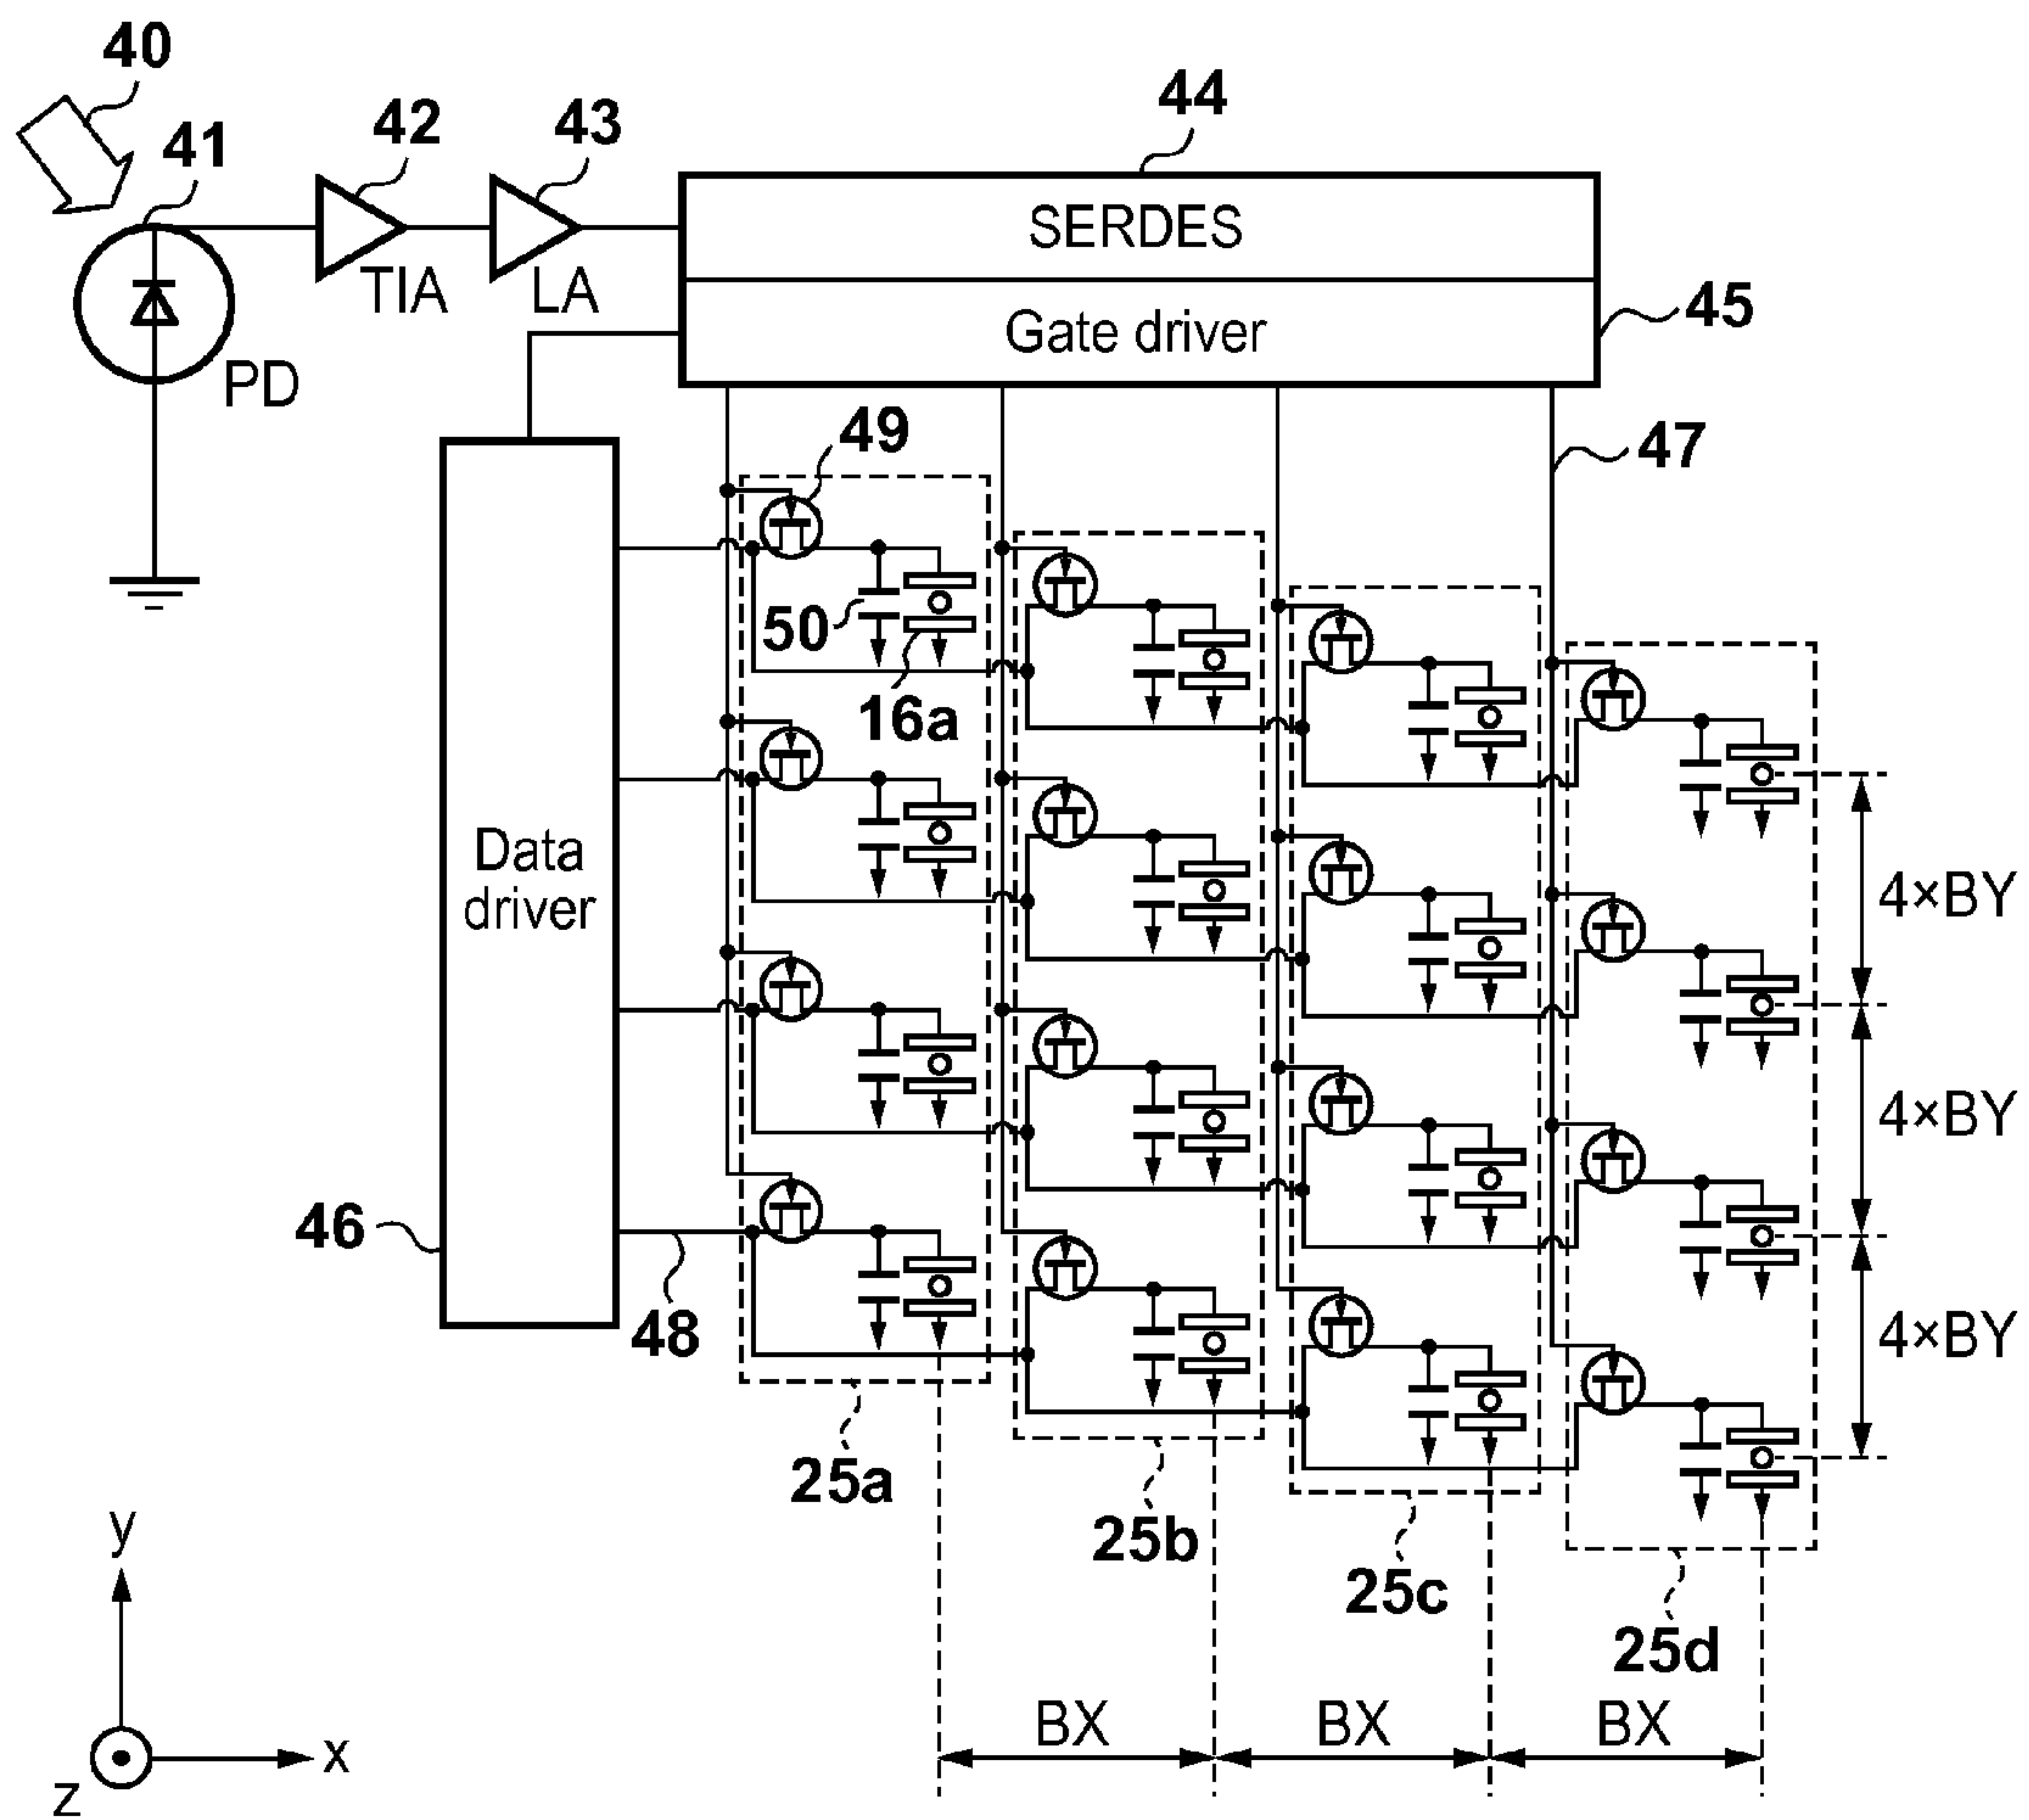 40
41
42
43
44
TIA
LA
SERDES
Gate driver
45
PD
49
47
50
16a
Data
driver
4×BY
4×BY
4×BY
46
48
25a
25b
25c
25d
y
x
z
BX
BX
BX